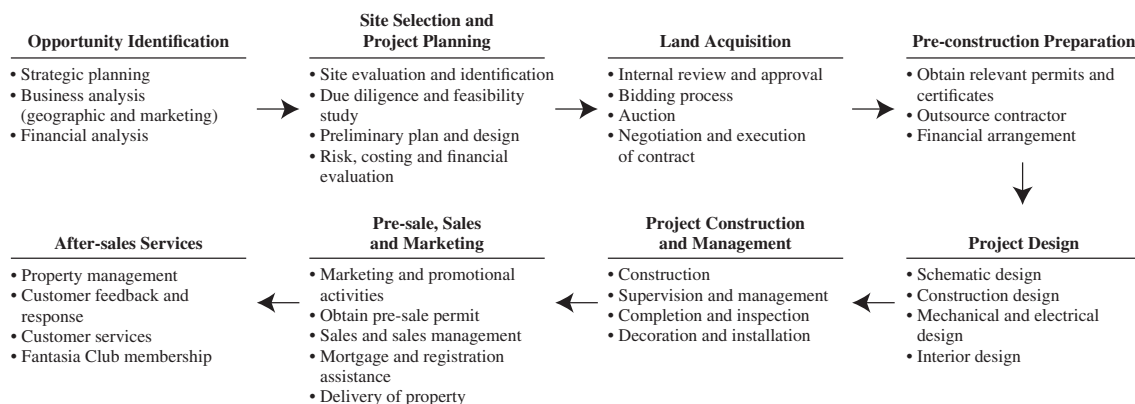 Opportunity Identification
• Strategic planning
• Business analysis
(geographic and marketing)
• Financial analysis
Site Selection and
Project Planning
• Site evaluation and identification
• Due diligence and feasibility
study
• Preliminary plan and design
• Risk, costing and financial
evaluation
Land Acquisition
• Internal review and approval
• Bidding process
• Auction
• Negotiation and execution
of contract
Pre-construction Preparation
• Obtain relevant permits and
certificates
• Outsource contractor
• Financial arrangement
Project Design
• Schematic design
• Construction design
• Mechanical and electrical
design
• Interior design
Project Construction
and Management
• Construction
• Supervision and management
• Completion and inspection
• Decoration and installation
Pre-sale, Sales
and Marketing
• Marketing and promotional
activities
• Obtain pre-sale permit
• Sales and sales management
• Mortgage and registration
assistance
• Delivery of property
After-sales Services
• Property management
• Customer feedback and
response
• Customer services
• Fantasia Club membership